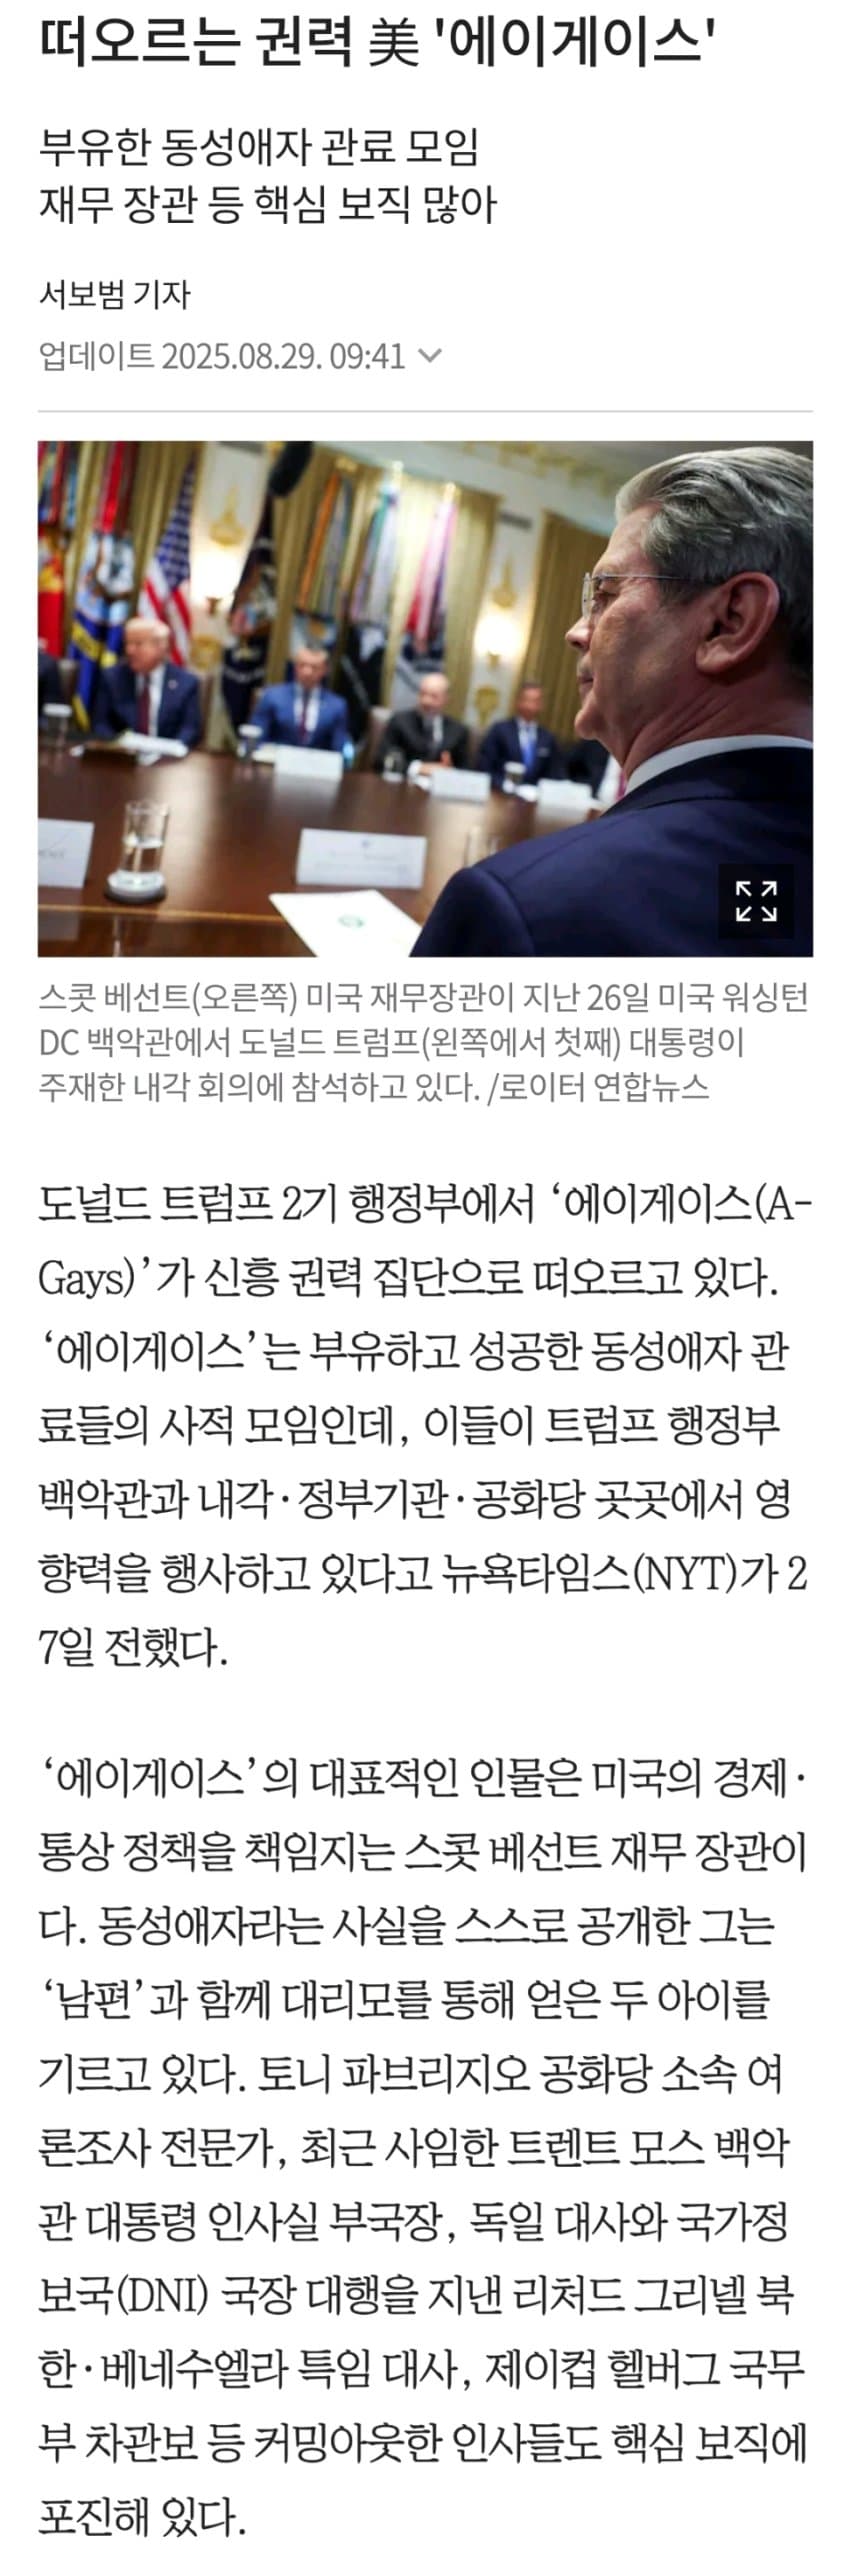 떠오르는 권력 美 '에이게이스'
부유한 동성애자 관료 모임
재무 장관 등 핵심 보직 많아
서보범 기자
업데이트 2025.08.29. 09:41
스콧 베선트(오른쪽) 미국 재무장관이 지난 26일 미국 워싱턴
DC 백악관에서 도널드 트럼프(왼쪽에서 첫째) 대통령이
주재한 내각 회의에 참석하고 있다. /로이터 연합뉴스
도널드 트럼프 2기 행정부에서 ‘에이게이스(A-
Gays)’가 신흥 권력 집단으로 떠오르고 있다.
‘에이게이스’는 부유하고 성공한 동성애자 관
료들의 사적 모임인데, 이들이 트럼프 행정부
백악관과 내각·정부기관·공화당 곳곳에서 영
향력을 행사하고 있다고 뉴욕타임스(NYT)가 2
7일 전했다.
‘에이게이스’의 대표적인 인물은 미국의 경제·
통상 정책을 책임지는 스콧 베선트 재무 장관이
다. 동성애자라는 사실을 스스로 공개한 그는
‘남편’과 함께 대리모를 통해 얻은 두 아이를
기르고 있다. 토니 파브리지오 공화당 소속 여
론조사 전문가, 최근 사임한 트렌트 모스 백악
관 대통령 인사실 부국장, 독일 대사와 국가정
보국(DNI) 국장 대행을 지낸 리처드 그리넬 북
한·베네수엘라 특임 대사, 제이컵 헬버그 국무
부 차관보 등 커밍아웃한 인사들도 핵심 보직에
포진해 있다.